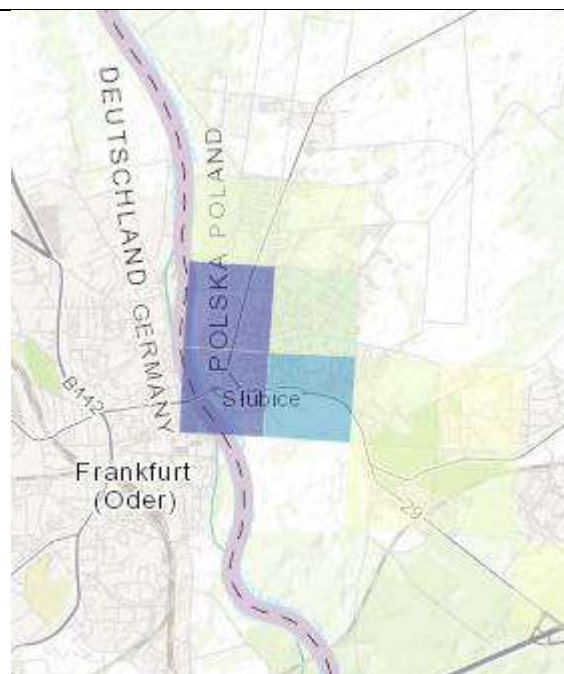 DEUTSCHLAND GERMANY
POLSKA POLAND
B112
Słubice
Frankfurt
(Oder)
29